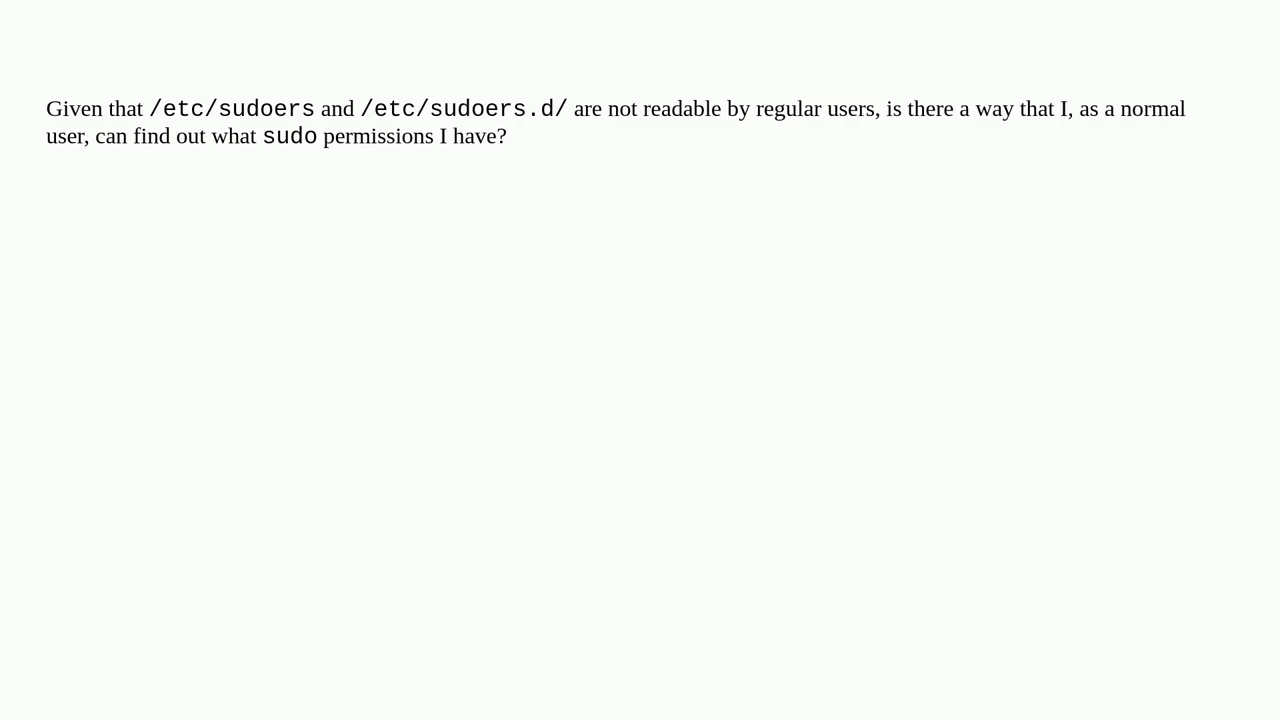 Given that /etc/sudoers and /etc/sudoers.d/ are not readable by regular users, is there a way that I, as a normal
user, can find out what sudo permissions I have?